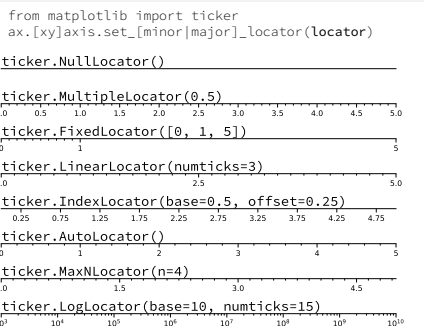 from matplotlib import ticker
ax.[xy]axis.set_[minor|major]_locator(locator)
ticker.NullLocator()
ticker.MultipleLocator(0.5)
.0 0.5 1.0 1.5 2.0 2.5 3.0 3.5 4.0 4.5 5.0
ticker.FixedLocator([0, 1, 5])
0 1 5
ticker.LinearLocator(numticks=3)
.0 2.5 5.0
ticker.IndexLocator(base=0.5, offset=0.25)
0.25 0.75 1.25 1.75 2.25 2.75 3.25 3.75 4.25 4.75
ticker.AutoLocator()
0 1 2 3 4 5
ticker.MaxNLocator(n=4)
.0 1.5 3.0 4.5
ticker.LogLocator(base=10, numticks=15)
0³ 10⁴ 10⁵ 10⁶ 10⁷ 10⁸ 10⁹ 10¹⁰